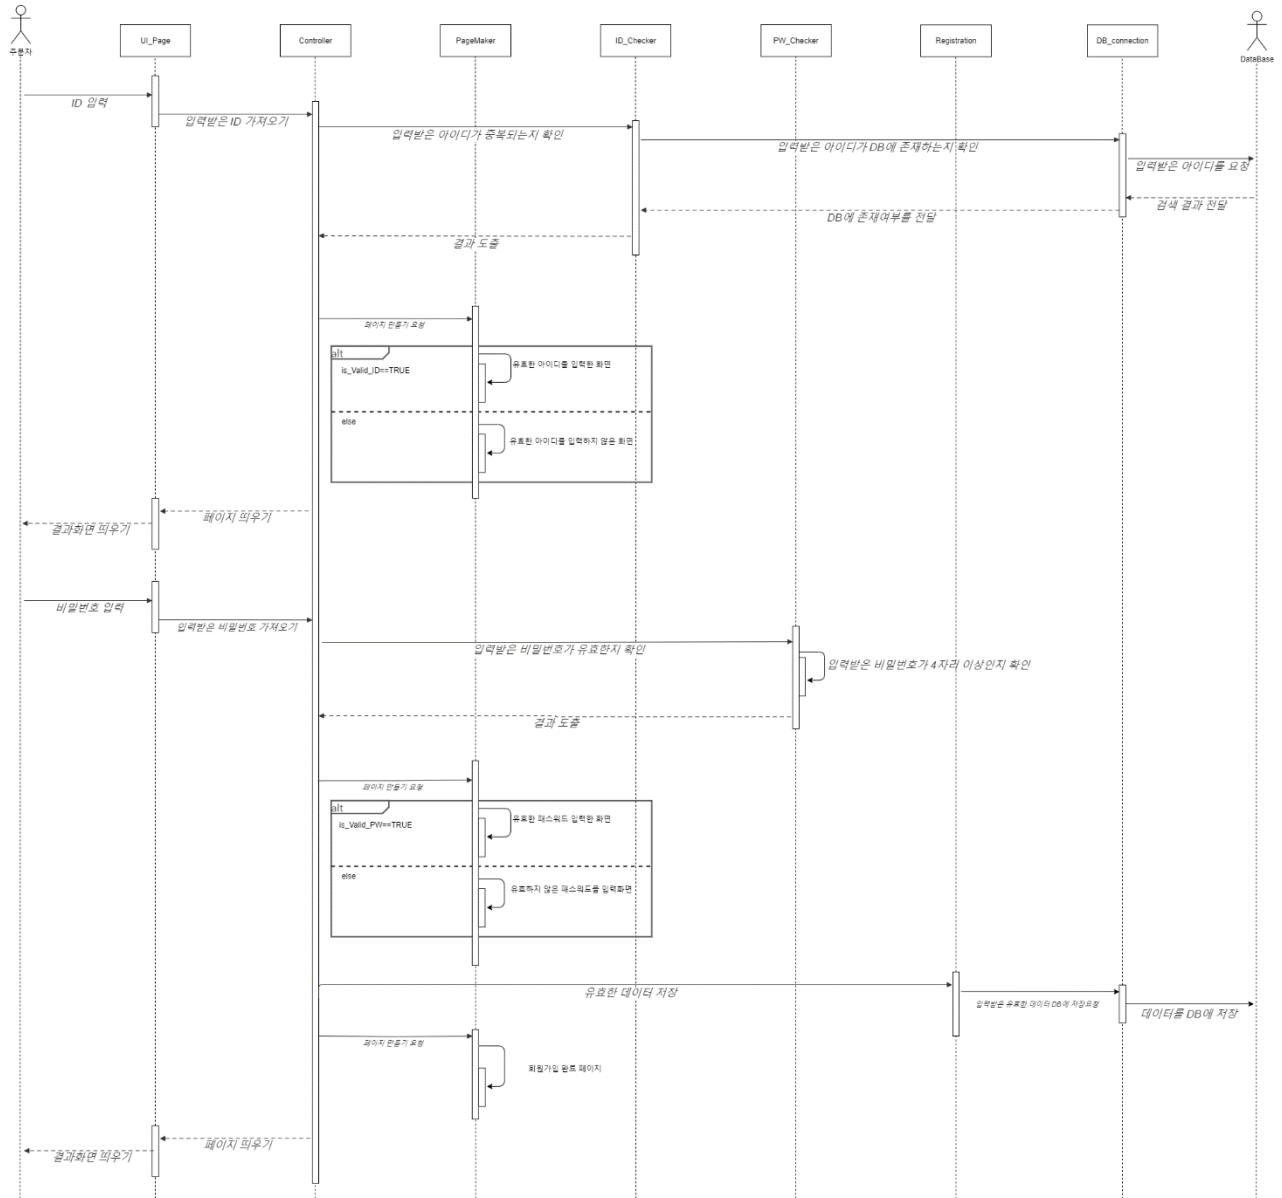 주문자
UI_Page
Controller
PageMaker
ID_Checker
PW_Checker
Registration
DB_connection
DataBase
ID 입력
입력받은 ID 가져오기
입력받은 아이디가 중복되는지 확인
입력받은 아이디가 DB에 존재하는지 확인
입력받은 아이디를 요청
검색 결과 전달
DB에 존재여부를 전달
결과 도출
페이지 만들기 요청
alt
is_Valid_ID==TRUE
유효한 아이디를 입력한 화면
else
유효한 아이디를 입력하지 않은 화면
페이지 띄우기
결과화면 띄우기
비밀번호 입력
입력받은 비밀번호 가져오기
입력받은 비밀번호가 유효한지 확인
입력받은 비밀번호가 4자리 이상인지 확인
결과 도출
페이지 만들기 요청
alt
is_Valid_PW==TRUE
유효한 패스워드 입력한 화면
else
유효하지 않은 패스워드를 입력화면
유효한 데이터 저장
입력받은 유효한 데이터 DB에 저장요청
데이터를 DB에 저장
페이지 만들기 요청
회원가입 완료 페이지
페이지 띄우기
결과화면 띄우기